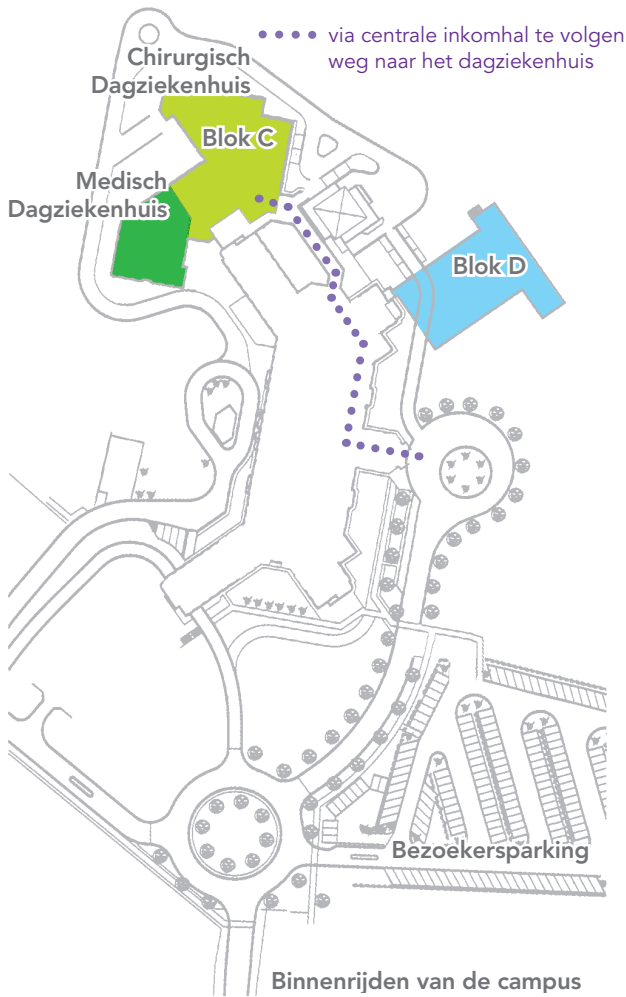 via centrale inkomhal te volgen
weg naar het dagziekenhuis
Chirurgisch
Dagziekenhuis
Blok C
Medisch
Dagziekenhuis
Blok D
Bezoekersparking
Binnenrijden van de campus